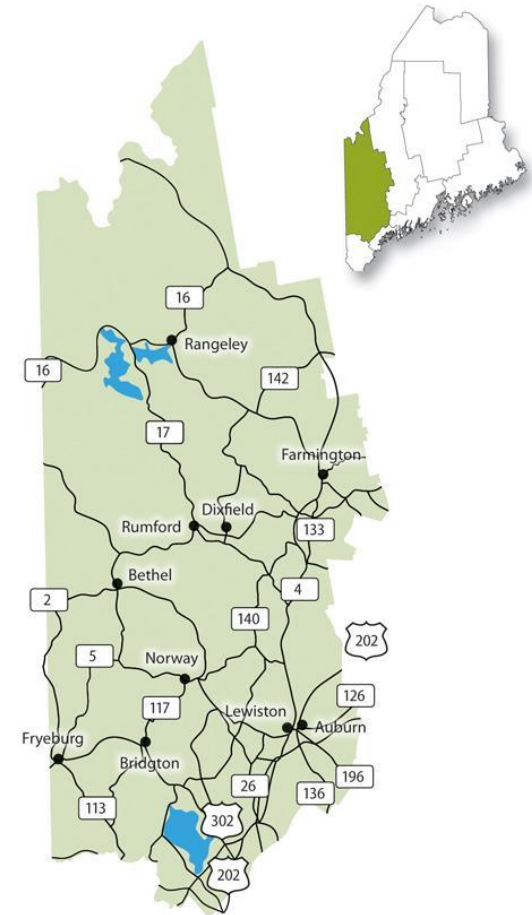 16
Rangeley
16
142
17
Farmington
Dixfield
Rumford
133
Bethel
4
2
140
202
5
Norway
126
117
Lewiston
Auburn
Fryeburg
Bridgton
196
26
136
113
302
202